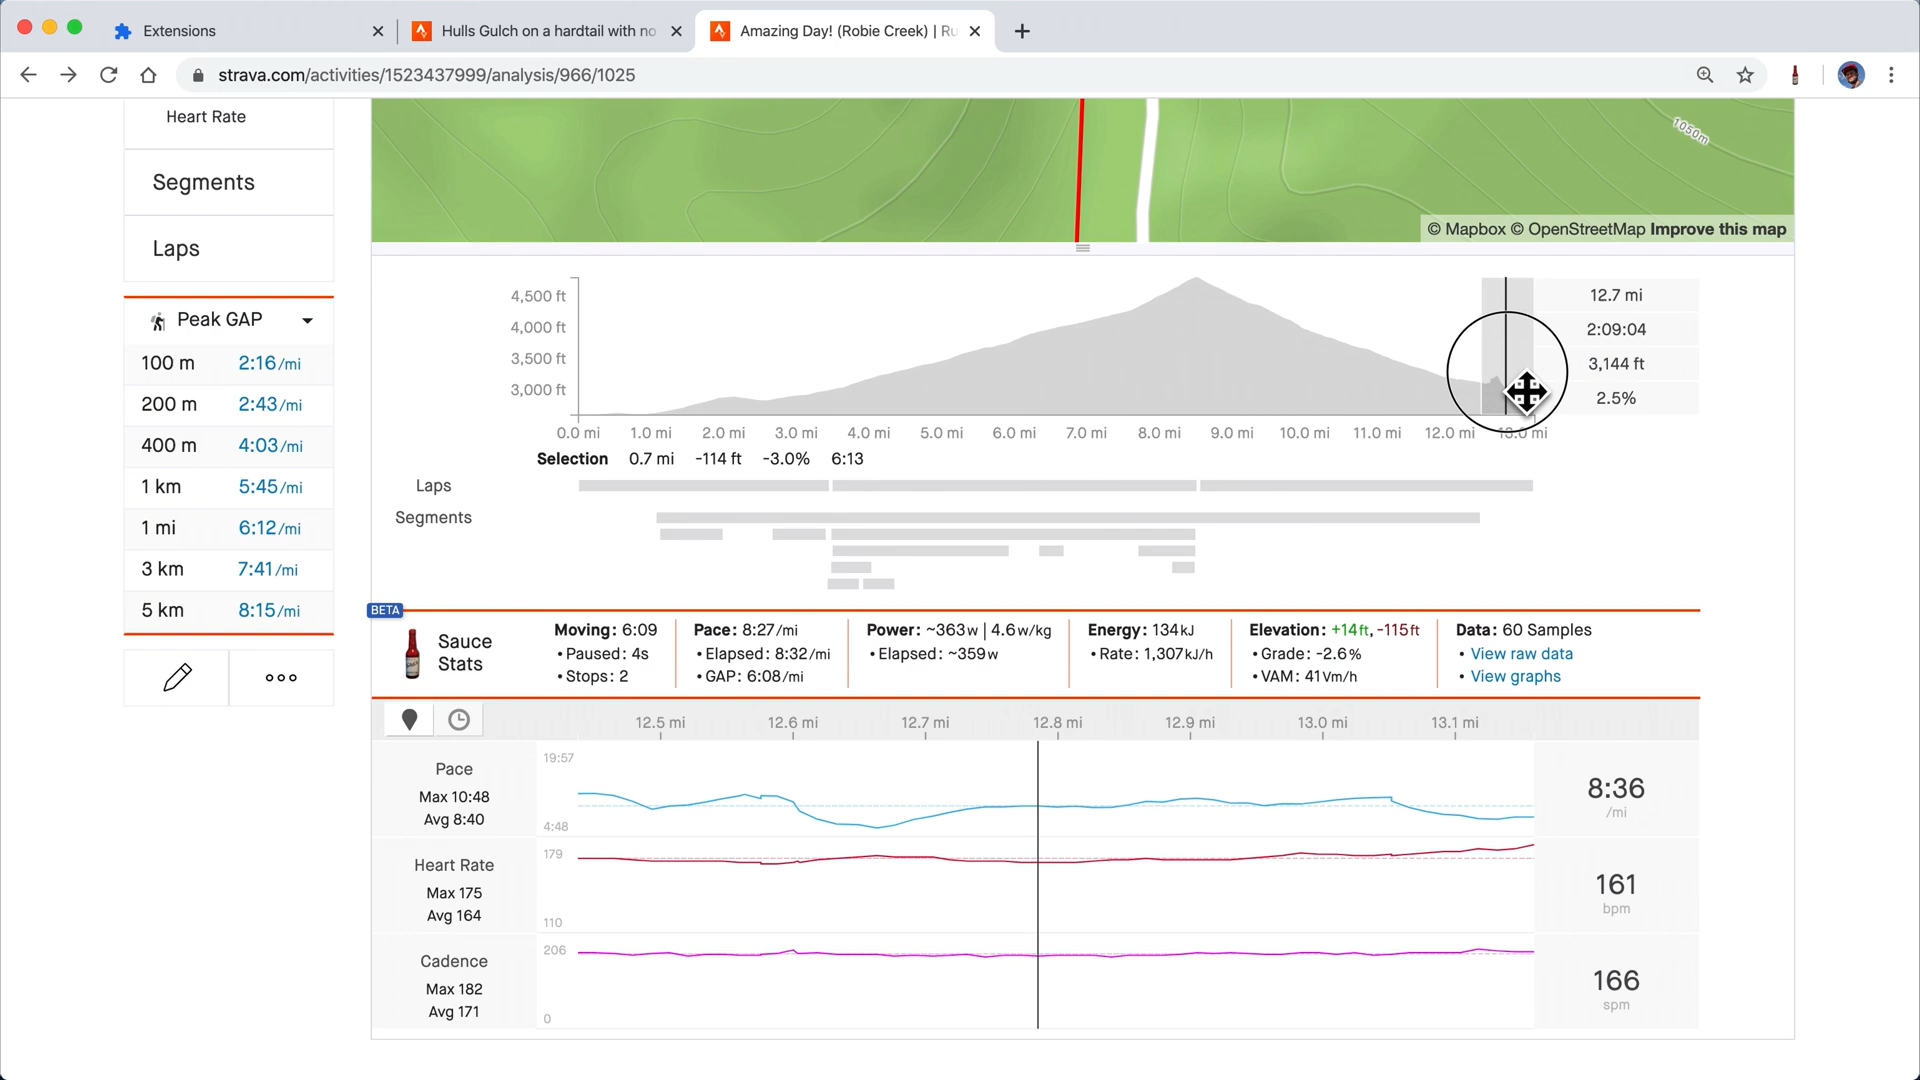 Extensions
Hulls Gulch on a hardtail with no
Amazing Day! (Robie Creek) | Ru
strava.com/activities/1523437999/analysis/966/1025
Heart Rate
Segments
Laps
Peak GAP
100 m 2:16/mi
200 m 2:43/mi
400 m 4:03/mi
1 km 5:45/mi
1 mi 6:12/mi
3 km 7:41/mi
5 km 8:15/mi
1050m
© Mapbox © OpenStreetMap Improve this map
4,500 ft
4,000 ft
3,500 ft
3,000 ft
12.7 mi
2:09:04
3,144 ft
2.5%
0.0 mi 1.0 mi 2.0 mi 3.0 mi 4.0 mi 5.0 mi 6.0 mi 7.0 mi 8.0 mi 9.0 mi 10.0 mi 11.0 mi 12.0 mi 13.0 mi
Selection 0.7 mi -114 ft -3.0% 6:13
Laps
Segments
BETA
Sauce Stats
Moving: 6:09
• Paused: 4s
• Stops: 2
Pace: 8:27/mi
• Elapsed: 8:32/mi
• GAP: 6:08/mi
Power: ~363w | 4.6w/kg
• Elapsed: ~359w
Energy: 134kJ
• Rate: 1,307kJ/h
Elevation: +14ft, -115ft
• Grade: -2.6%
• VAM: 41Vm/h
Data: 60 Samples
• View raw data
• View graphs
12.5 mi 12.6 mi 12.7 mi 12.8 mi 12.9 mi 13.0 mi 13.1 mi
Pace
Max 10:48
Avg 8:40
19:57
4:48
8:36
/mi
Heart Rate
Max 175
Avg 164
179
110
161
bpm
Cadence
Max 182
Avg 171
206
0
166
spm